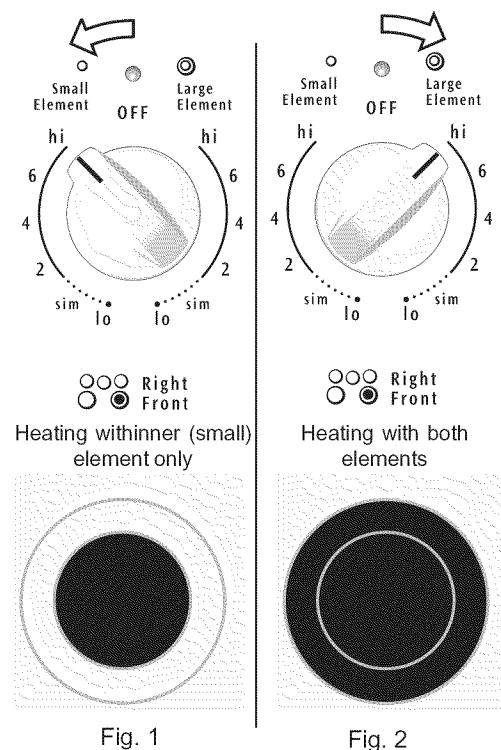 Small
Element
OFF
Large
Element
hi
hi
6
6
4
4
2
2
sim
sim
lo
lo
Right
Front
Heating withinner (small)
element only
Fig. 1
Small
Element
OFF
Large
Element
hi
hi
6
6
4
4
2
2
sim
sim
lo
lo
Right
Front
Heating with both
elements
Fig. 2